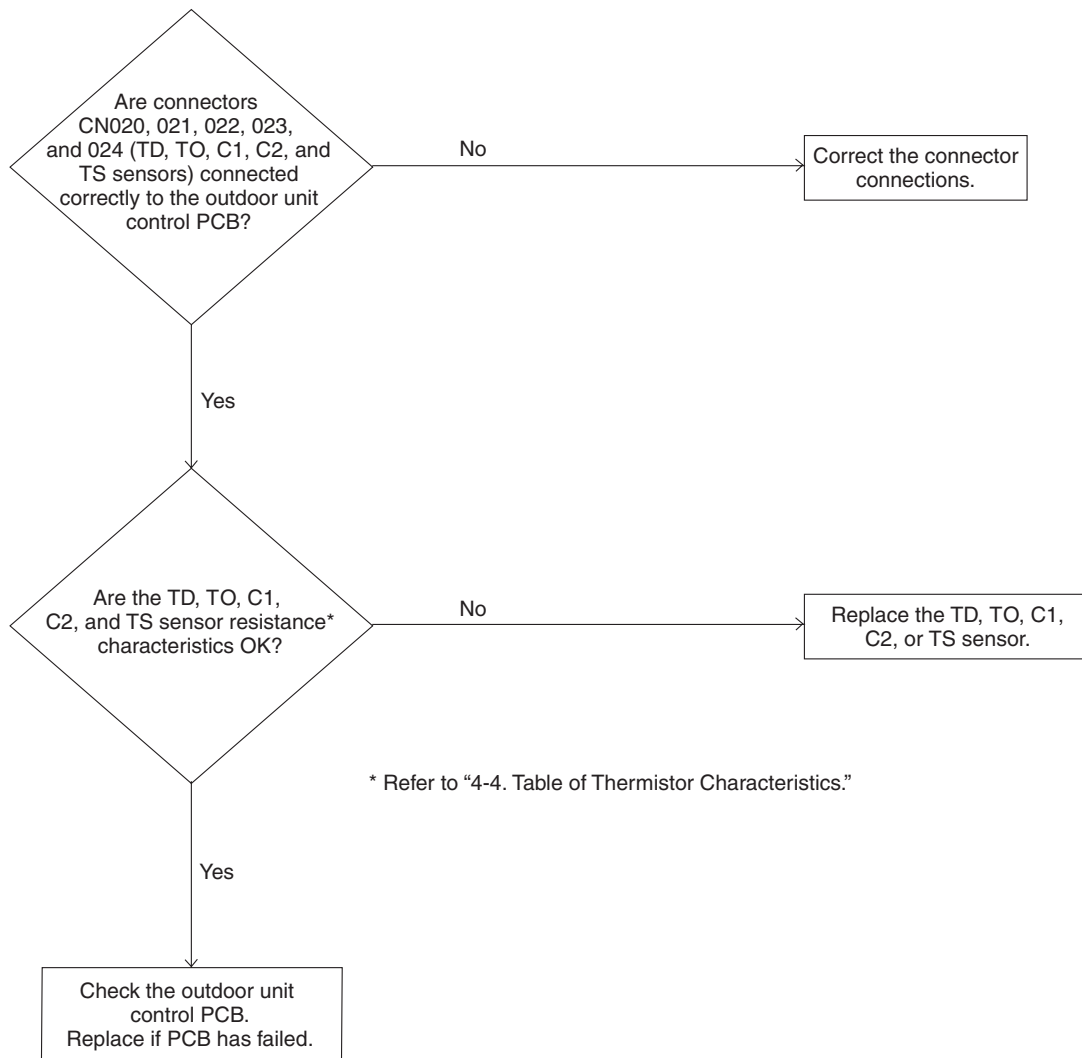 Are connectors
CN020, 021, 022, 023,
and 024 (TD, TO, C1, C2, and
TS sensors) connected
correctly to the outdoor unit
control PCB?
No
Correct the connector
connections.
Yes
Are the TD, TO, C1,
C2, and TS sensor resistance*
characteristics OK?
No
Replace the TD, TO, C1,
C2, or TS sensor.
* Refer to “4-4. Table of Thermistor Characteristics.”
Yes
Check the outdoor unit
control PCB.
Replace if PCB has failed.